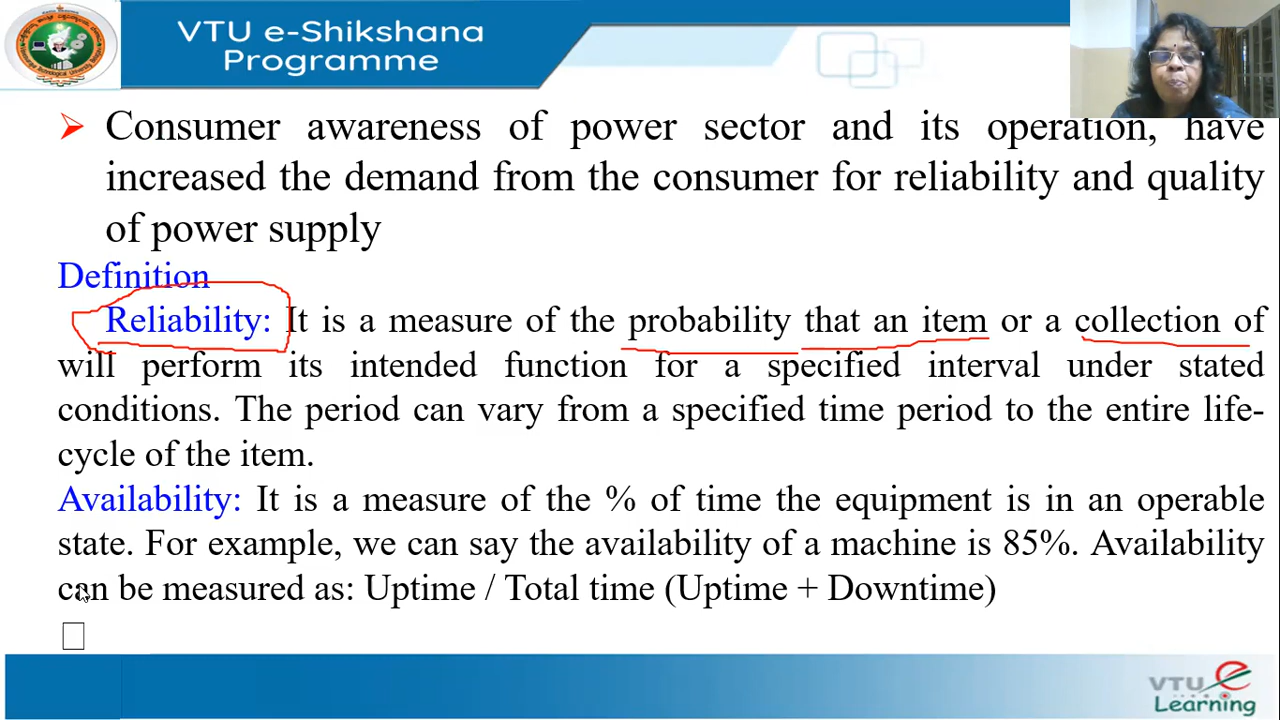 VTU e-Shikshana
Programme
➢ Consumer awareness of power sector and its operation, have
increased the demand from the consumer for reliability and quality
of power supply
Definition
Reliability: It is a measure of the probability that an item or a collection of
will perform its intended function for a specified interval under stated
conditions. The period can vary from a specified time period to the entire life-
cycle of the item.
Availability: It is a measure of the % of time the equipment is in an operable
state. For example, we can say the availability of a machine is 85%. Availability
can be measured as: Uptime / Total time (Uptime + Downtime)
VTU e
Learning